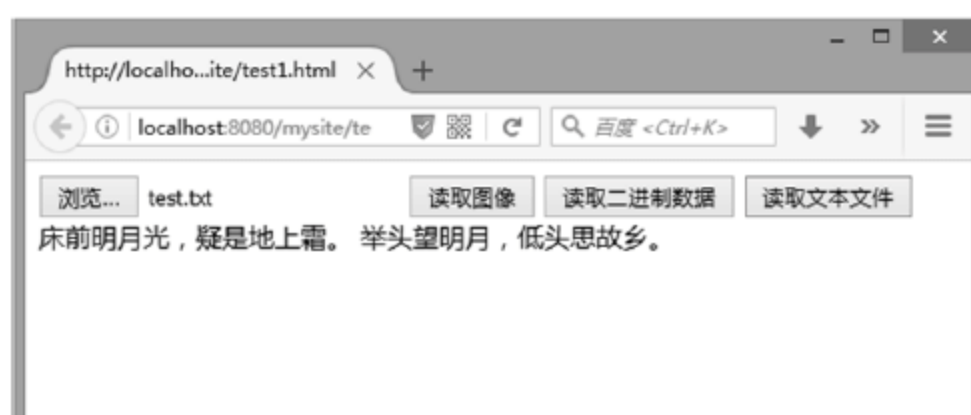 http://localho...ite/test1.html
localhost:8080/mysite/te 百度 <Ctrl+K>
浏览... test.txt 读取图像 读取二进制数据 读取文本文件
床前明月光，疑是地上霜。 举头望明月，低头思故乡。